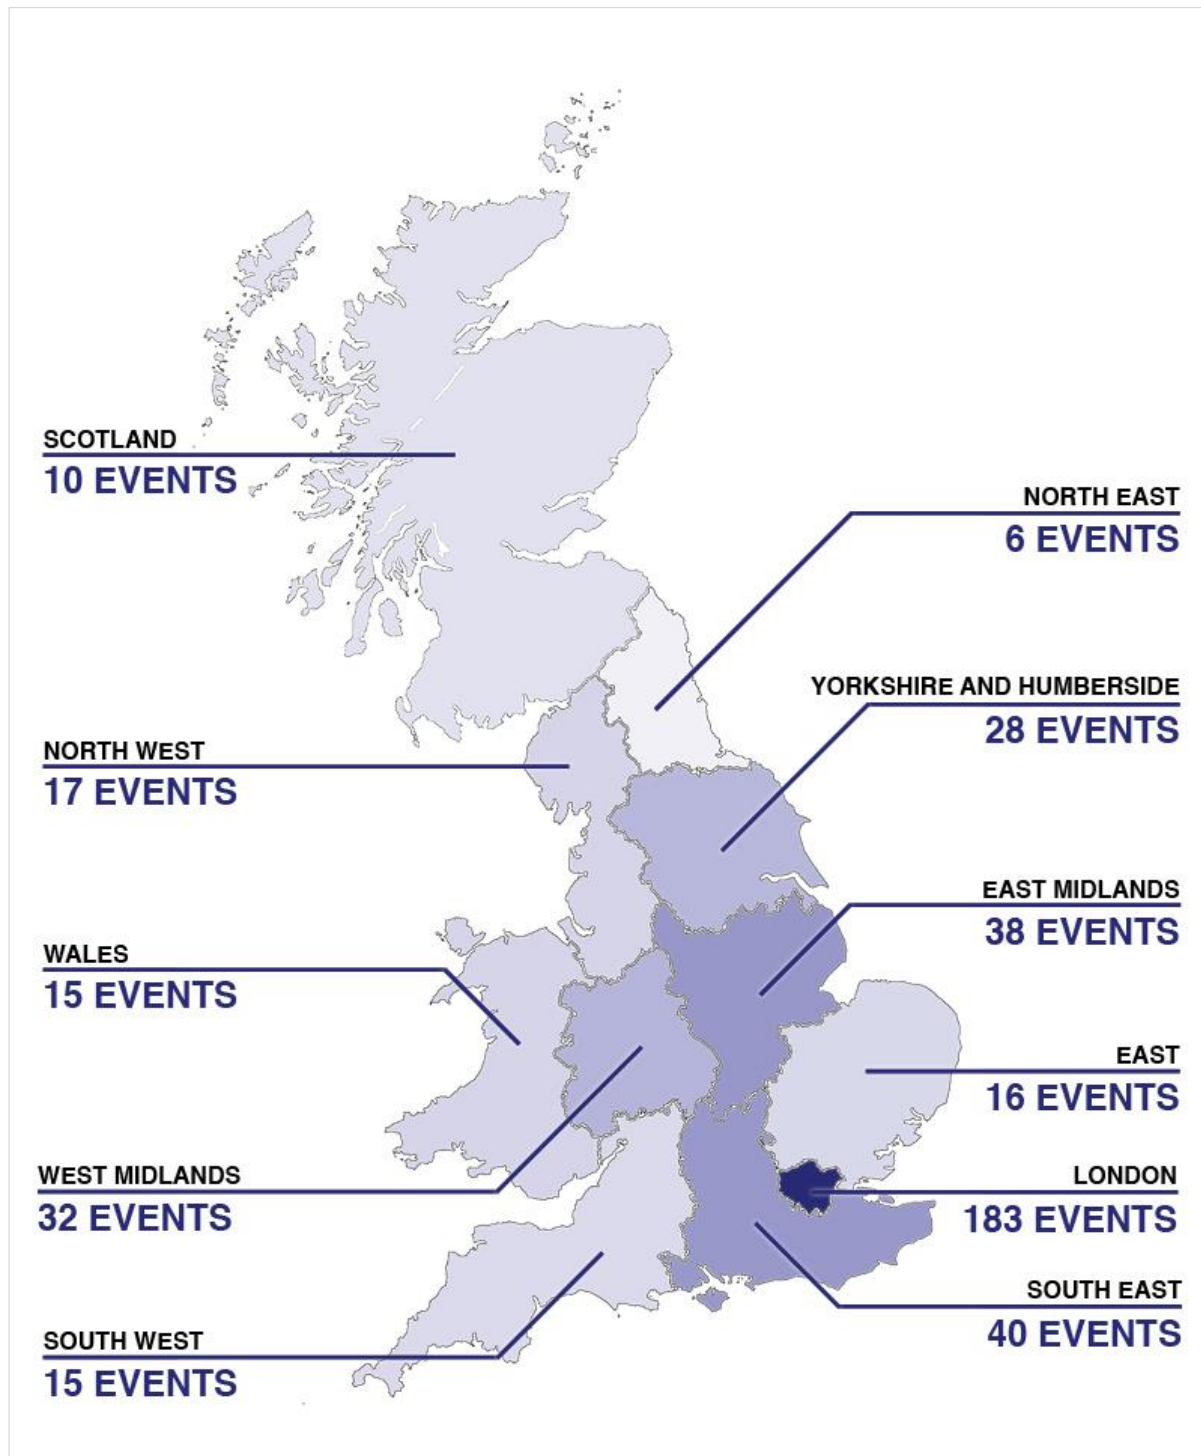 SCOTLAND
10 EVENTS
NORTH EAST
6 EVENTS
YORKSHIRE AND HUMBERSIDE
28 EVENTS
NORTH WEST
17 EVENTS
EAST MIDLANDS
38 EVENTS
WALES
15 EVENTS
EAST
16 EVENTS
WEST MIDLANDS
32 EVENTS
LONDON
183 EVENTS
SOUTH EAST
40 EVENTS
SOUTH WEST
15 EVENTS